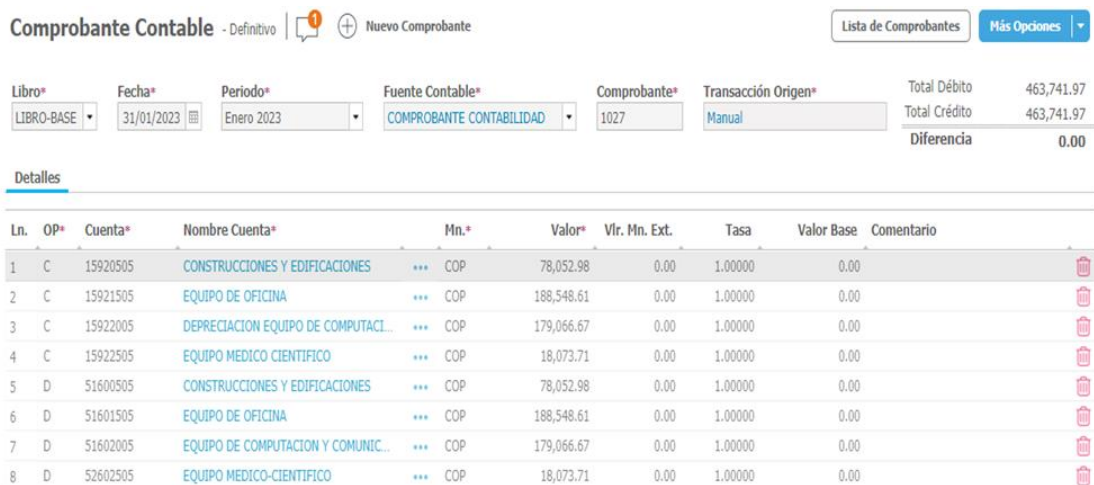 Comprobante Contable - Definitivo 1 Nuevo Comprobante Lista de Comprobantes Más Opciones
Libro* Fecha* Periodo* Fuente Contable* Comprobante* Transacción Origen* Total Débito 463,741.97
LIBRO-BASE 31/01/2023 Enero 2023 COMPROBANTE CONTABILIDAD 1027 Manual Total Crédito 463,741.97
Diferencia 0.00
Detalles
Ln. OP* Cuenta* Nombre Cuenta* Mn.* Valor* Vlr. Mn. Ext. Tasa Valor Base Comentario
1 C 15920505 CONSTRUCCIONES Y EDIFICACIONES ... COP 78,052.98 0.00 1.00000 0.00
2 C 15921505 EQUIPO DE OFICINA ... COP 188,548.61 0.00 1.00000 0.00
3 C 15922005 DEPRECIACION EQUIPO DE COMPUTACI... ... COP 179,066.67 0.00 1.00000 0.00
4 C 15922505 EQUIPO MEDICO CIENTIFICO ... COP 18,073.71 0.00 1.00000 0.00
5 D 51600505 CONSTRUCCIONES Y EDIFICACIONES ... COP 78,052.98 0.00 1.00000 0.00
6 D 51601505 EQUIPO DE OFICINA ... COP 188,548.61 0.00 1.00000 0.00
7 D 51602005 EQUIPO DE COMPUTACION Y COMUNIC... ... COP 179,066.67 0.00 1.00000 0.00
8 D 52602505 EQUIPO MEDICO-CIENTIFICO ... COP 18,073.71 0.00 1.00000 0.00